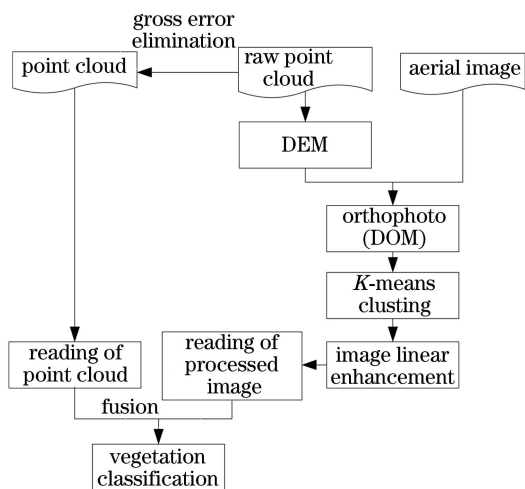 gross error
elimination
point cloud
raw point
cloud
aerial image
DEM
orthophoto
(DOM)
K-means
clusting
reading of
point cloud
reading of
processed
image
image linear
enhancement
fusion
vegetation
classification